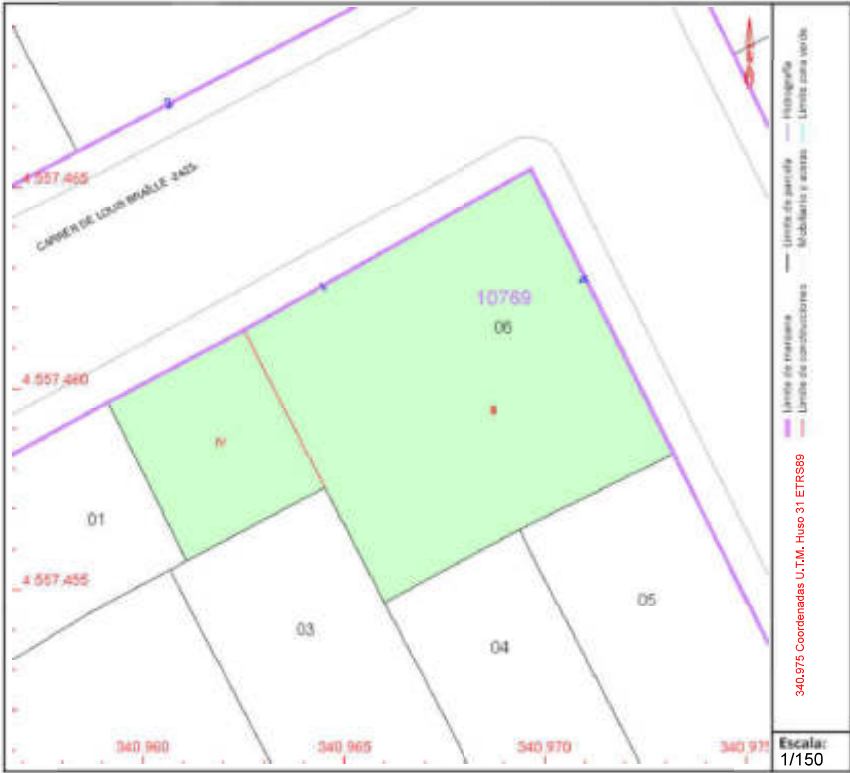 4.557.465
CARRER DE LOUIS BRAÏLLE
10769
06
4.557.460
IV
01
4.557.455
03
04
05
340.960
340.965
340.970
340.975
Hidrografía
Límite zona verde
Límite de parcela
Mobiliario y aceras
Límite de manzana
Límite de construcciones
340.975 Coordenadas U.T.M. Huso 31 ETRS89
Escala:
1/150